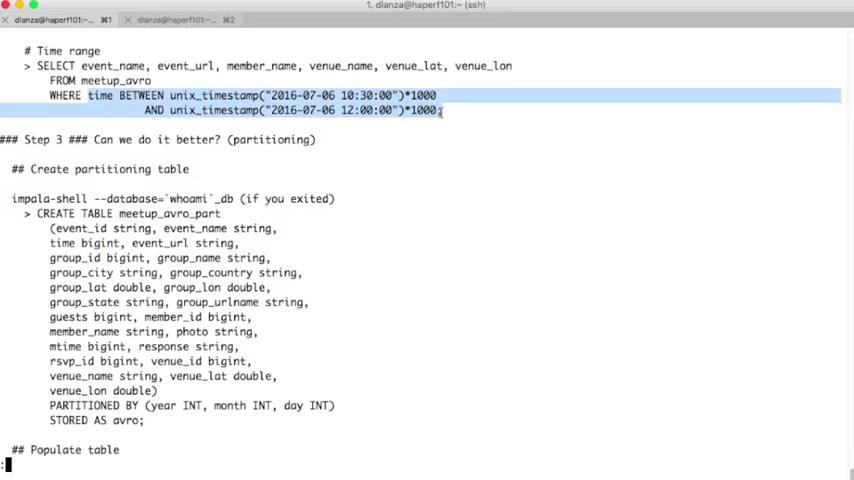 1. dianza@haperf101:~ (ssh)
× dianza@haperf101:~... ⌘1 × dianza@haperf101:~... ⌘2
# Time range
> SELECT event_name, event_url, member_name, venue_name, venue_lat, venue_lon
FROM meetup_avro
WHERE time BETWEEN unix_timestamp("2016-07-06 10:30:00")*1000
AND unix_timestamp("2016-07-06 12:00:00")*1000;
### Step 3 ### Can we do it better? (partitioning)
## Create partitioning table
impala-shell --database=`whoami`_db (if you exited)
> CREATE TABLE meetup_avro_part
(event_id string, event_name string,
time bigint, event_url string,
group_id bigint, group_name string,
group_city string, group_country string,
group_lat double, group_lon double,
group_state string, group_urlname string,
guests bigint, member_id bigint,
member_name string, photo string,
mtime bigint, response string,
rsvp_id bigint, venue_id bigint,
venue_name string, venue_lat double,
venue_lon double)
PARTITIONED BY (year INT, month INT, day INT)
STORED AS avro;
## Populate table
: